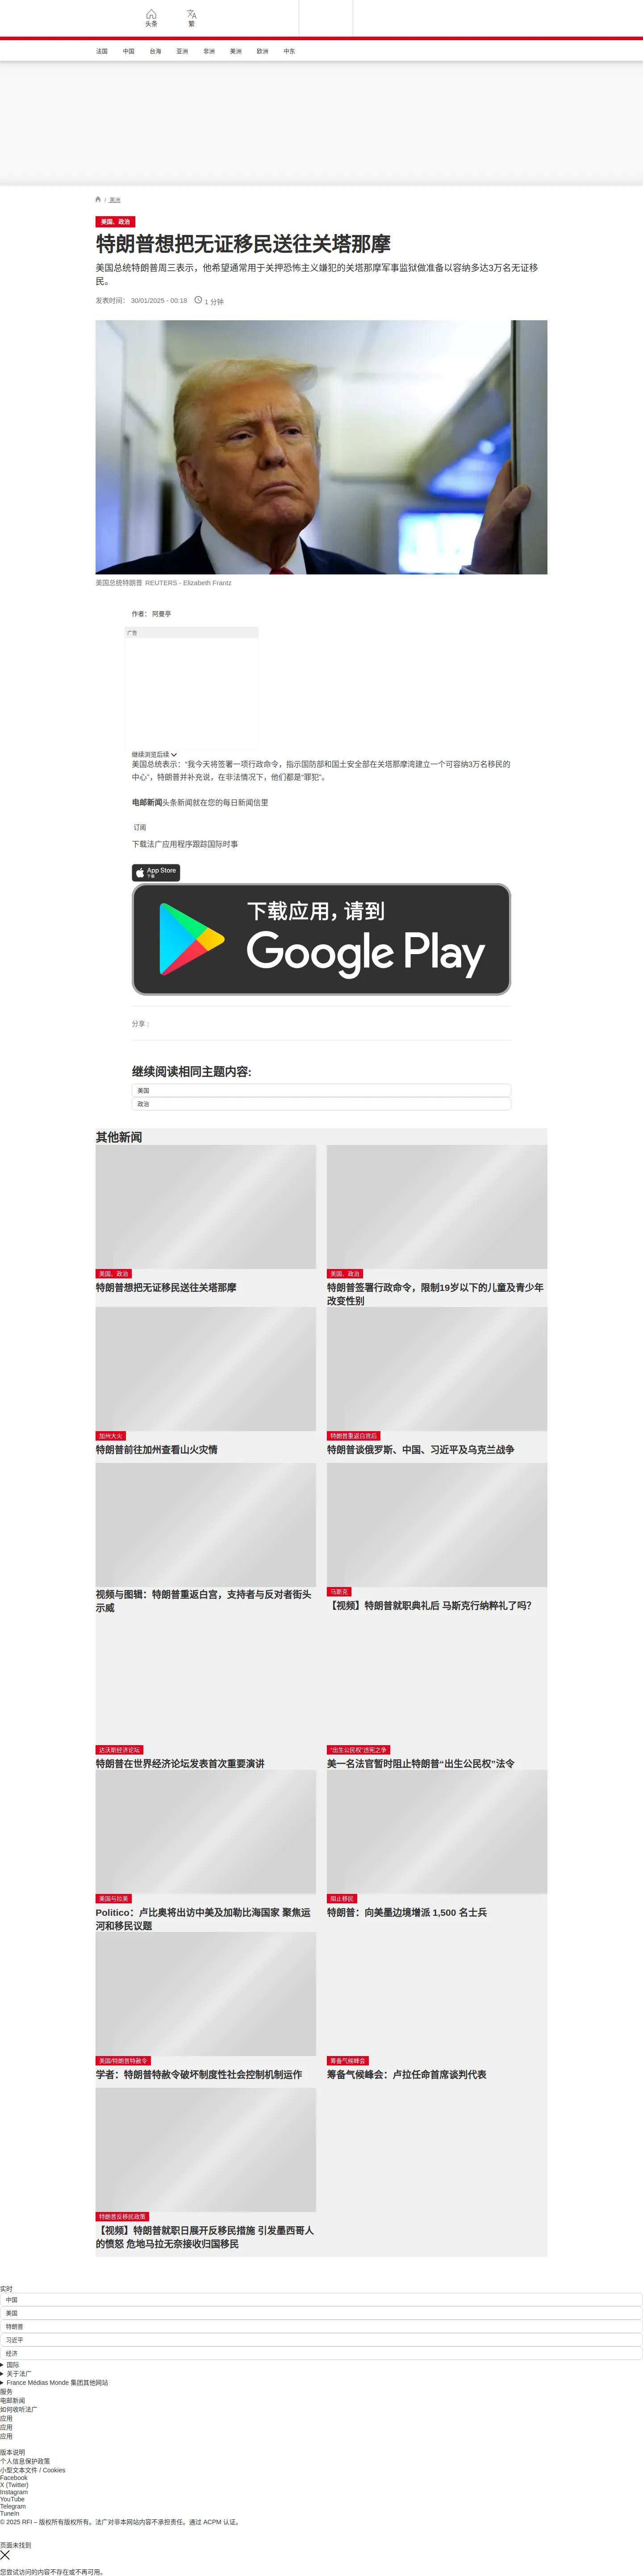 头条
繁
法国
中国
台海
亚洲
非洲
美洲
欧洲
中东
/ 美洲
美国、政治
特朗普想把无证移民送往关塔那摩
美国总统特朗普周三表示，他希望通常用于关押恐怖主义嫌犯的关塔那摩军事监狱做准备以容纳多达3万名无证移
民。
发表时间： 30/01/2025 - 00:18
1 分钟
美国总统特朗普 REUTERS - Elizabeth Frantz
作者： 阿曼亭
广告
继续浏览后续
美国总统表示：“我今天将签署一项行政命令，指示国防部和国土安全部在关塔那摩湾建立一个可容纳3万名移民的
中心”，特朗普并补充说，在非法情况下，他们都是“罪犯”。
电邮新闻头条新闻就在您的每日新闻信里
订阅
下载法广应用程序跟踪国际时事
App Store
下载
下载应用，请到
Google Play
分享 :
继续阅读相同主题内容:
美国
政治
其他新闻
美国、政治
特朗普想把无证移民送往关塔那摩
美国、政治
特朗普签署行政命令，限制19岁以下的儿童及青少年
改变性别
加州大火
特朗普前往加州查看山火灾情
特朗普重返白宫后
特朗普谈俄罗斯、中国、习近平及乌克兰战争
视频与图辑：特朗普重返白宫，支持者与反对者街头
示威
马斯克
【视频】特朗普就职典礼后 马斯克行纳粹礼了吗？
达沃斯经济论坛
特朗普在世界经济论坛发表首次重要演讲
“出生公民权”违宪之争
美一名法官暂时阻止特朗普“出生公民权”法令
美国与拉美
Politico：卢比奥将出访中美及加勒比海国家 聚焦运
河和移民议题
阻止移民
特朗普：向美墨边境增派 1,500 名士兵
美国/特朗普特赦令
学者：特朗普特赦令破坏制度性社会控制机制运作
筹备气候峰会
筹备气候峰会：卢拉任命首席谈判代表
特朗普反移民政策
【视频】特朗普就职日展开反移民措施 引发墨西哥人
的愤怒 危地马拉无奈接收归国移民
实时
中国
美国
特朗普
习近平
经济
国际
关于法广
France Médias Monde 集团其他网站
服务
电邮新闻
如何收听法广
应用
应用
应用
版本说明
个人信息保护政策
小型文本文件 / Cookies
Facebook
X (Twitter)
Instagram
YouTube
Telegram
TuneIn
© 2025 RFI – 版权所有版权所有。法广对非本网站内容不承担责任。通过 ACPM 认证。
页面未找到
您尝试访问的内容不存在或不再可用。